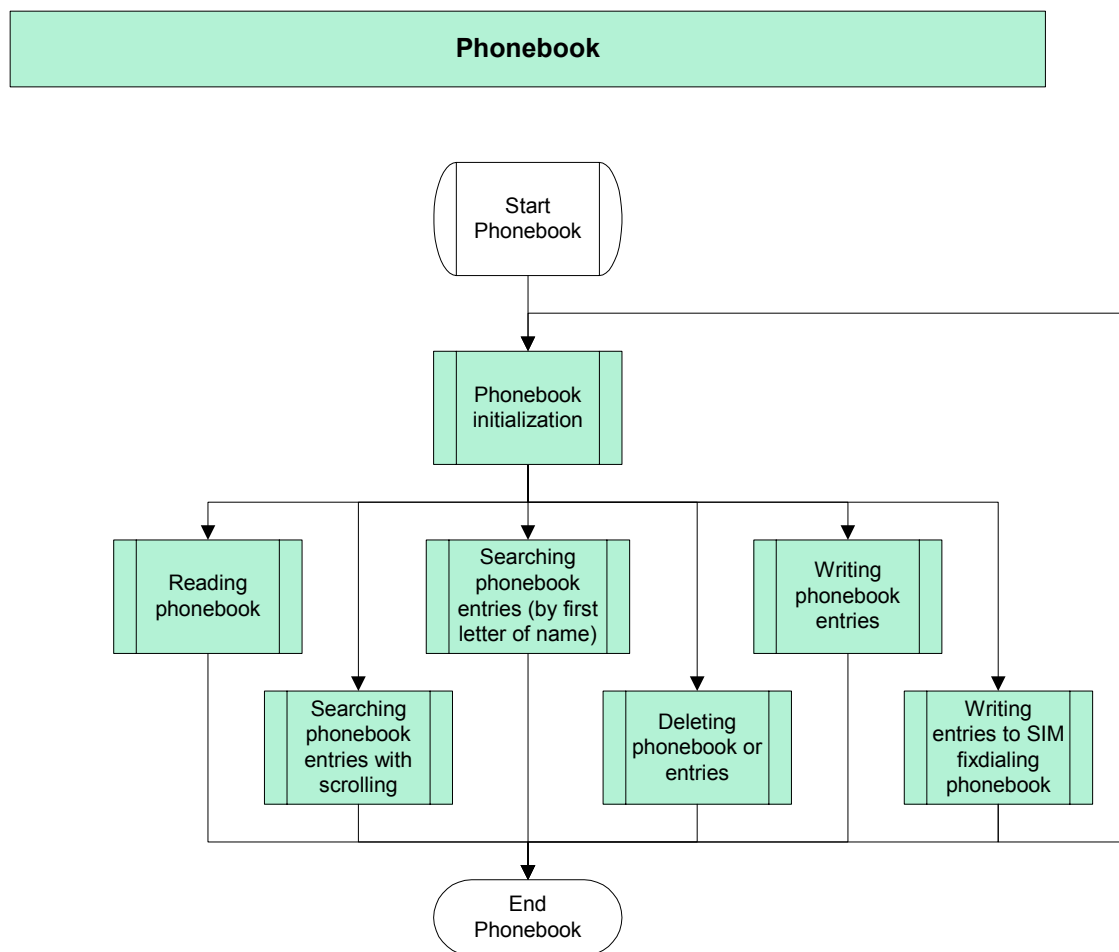 Phonebook
Start
Phonebook
Phonebook
initialization
Reading
phonebook
Searching
phonebook
entries (by first
letter of name)
Writing
phonebook
entries
Searching
phonebook
entries with
scrolling
Deleting
phonebook or
entries
Writing
entries to SIM
fixdialing
phonebook
End
Phonebook